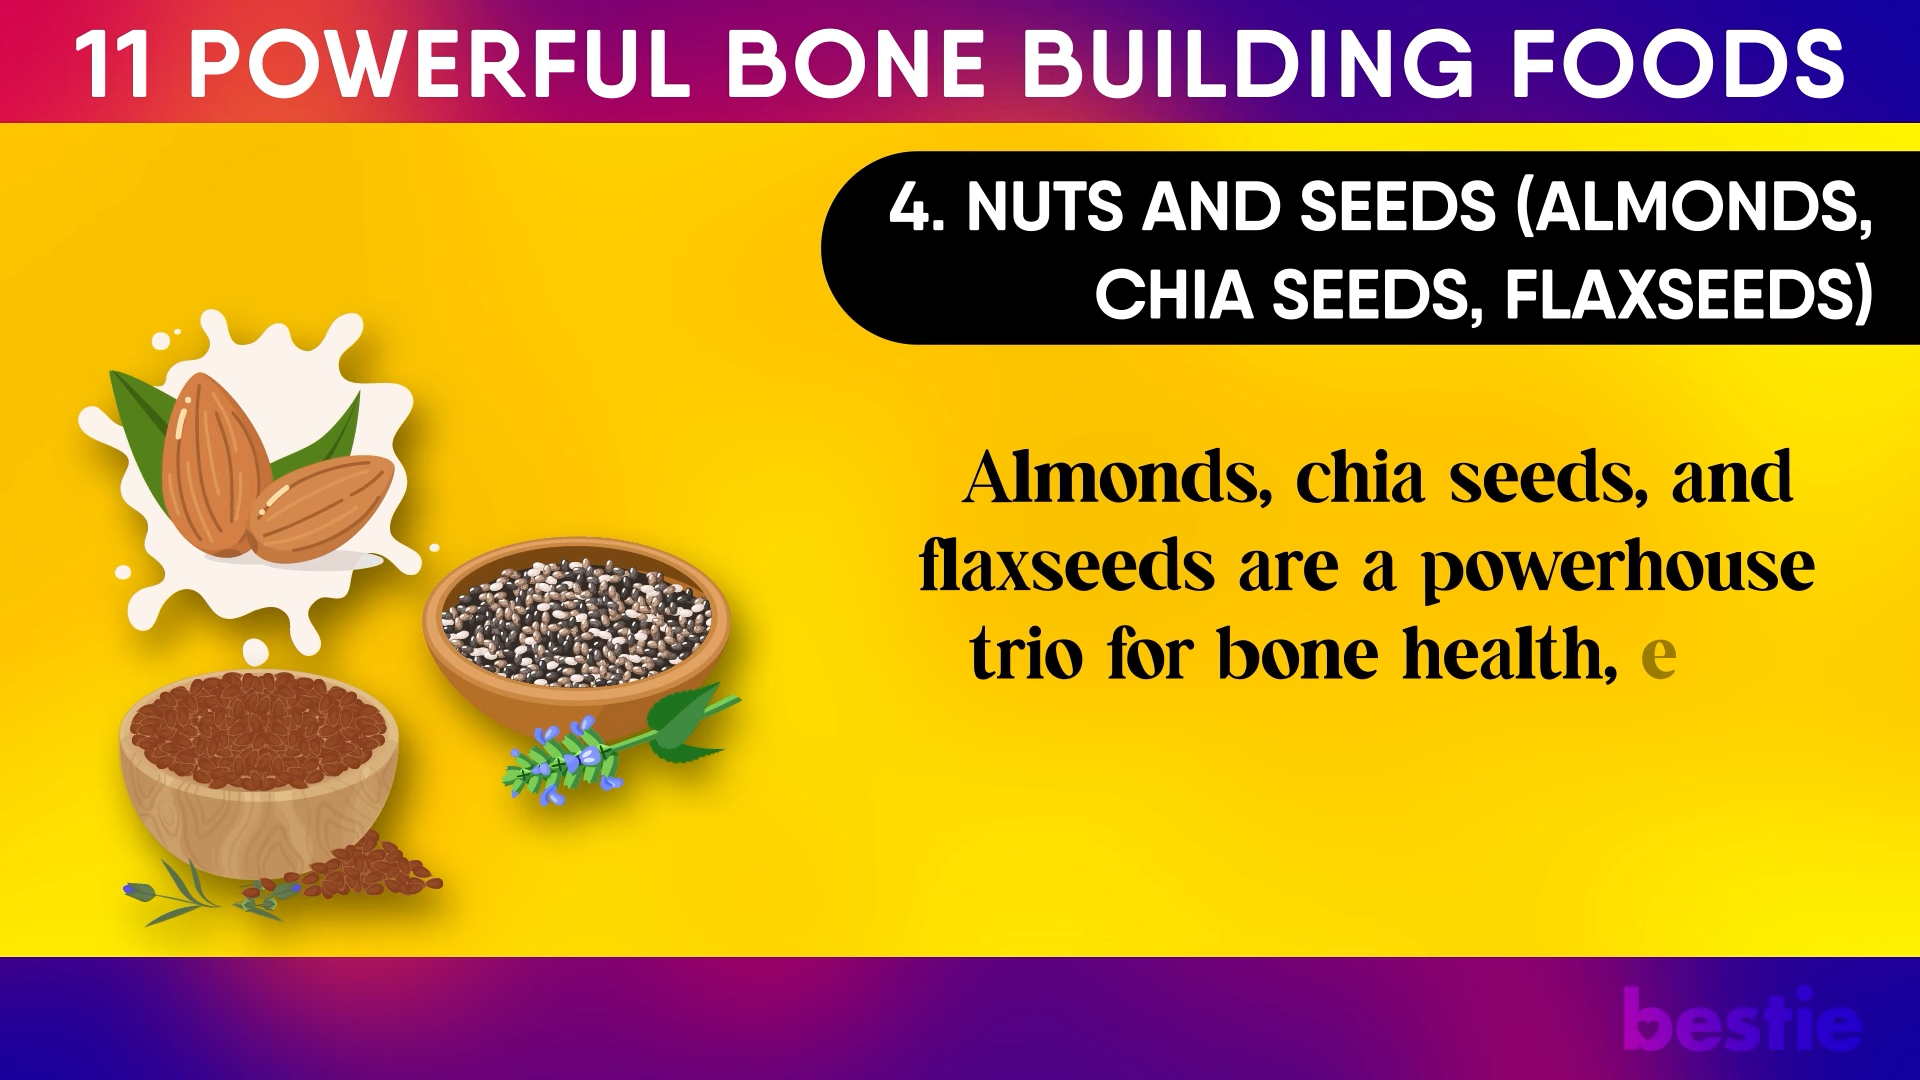 11 POWERFUL BONE BUILDING FOODS
4. NUTS AND SEEDS (ALMONDS,
CHIA SEEDS, FLAXSEEDS)
Almonds, chia seeds, and
flaxseeds are a powerhouse
trio for bone health, e
bestie